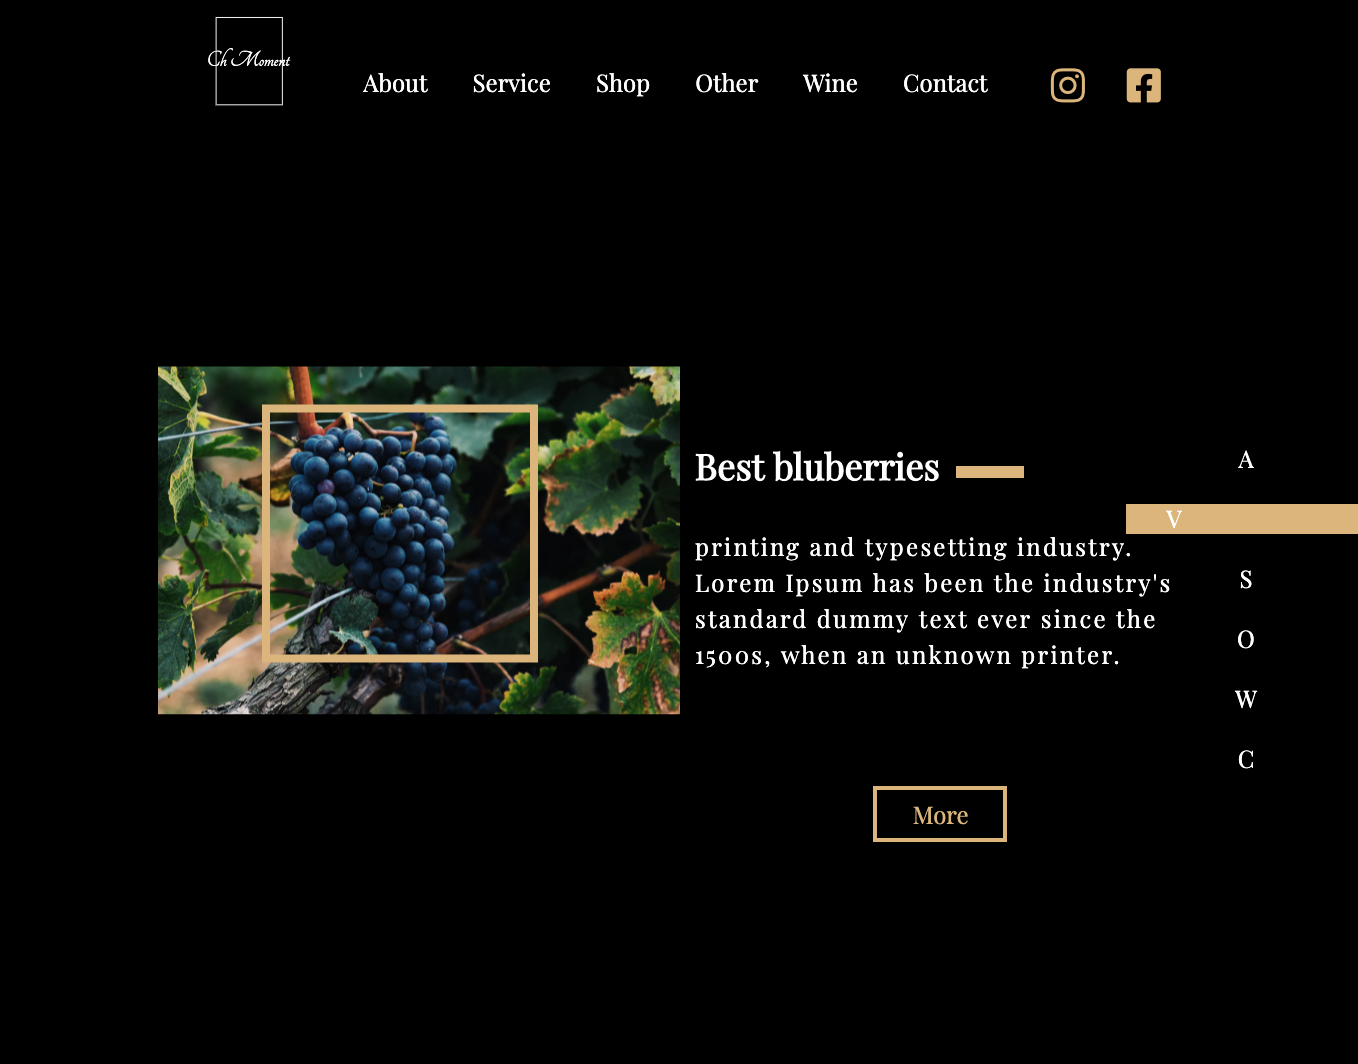 Ch Moment
About Service Shop Other Wine Contact
Best bluberries
printing and typesetting industry.
Lorem Ipsum has been the industry's
standard dummy text ever since the
1500s, when an unknown printer.
More
A
V
S
O
W
C